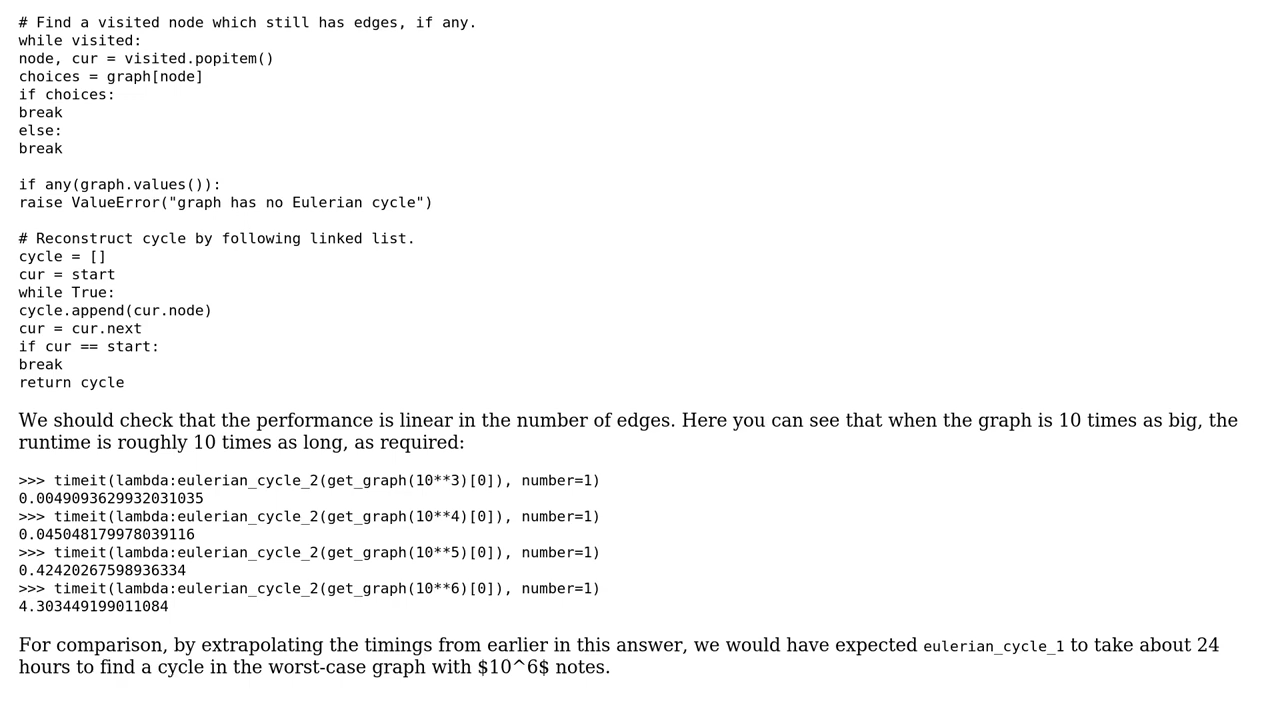 # Find a visited node which still has edges, if any.
while visited:
node, cur = visited.popitem()
choices = graph[node]
if choices:
break
else:
break
if any(graph.values()):
raise ValueError("graph has no Eulerian cycle")
# Reconstruct cycle by following linked list.
cycle = []
cur = start
while True:
cycle.append(cur.node)
cur = cur.next
if cur == start:
break
return cycle
We should check that the performance is linear in the number of edges. Here you can see that when the graph is 10 times as big, the
runtime is roughly 10 times as long, as required:
>>> timeit(lambda:eulerian_cycle_2(get_graph(10**3)[0]), number=1)
0.0049093629932031035
>>> timeit(lambda:eulerian_cycle_2(get_graph(10**4)[0]), number=1)
0.045048179978039116
>>> timeit(lambda:eulerian_cycle_2(get_graph(10**5)[0]), number=1)
0.42420267598936334
>>> timeit(lambda:eulerian_cycle_2(get_graph(10**6)[0]), number=1)
4.303449199011084
For comparison, by extrapolating the timings from earlier in this answer, we would have expected eulerian_cycle_1 to take about 24
hours to find a cycle in the worst-case graph with $10^6$ notes.